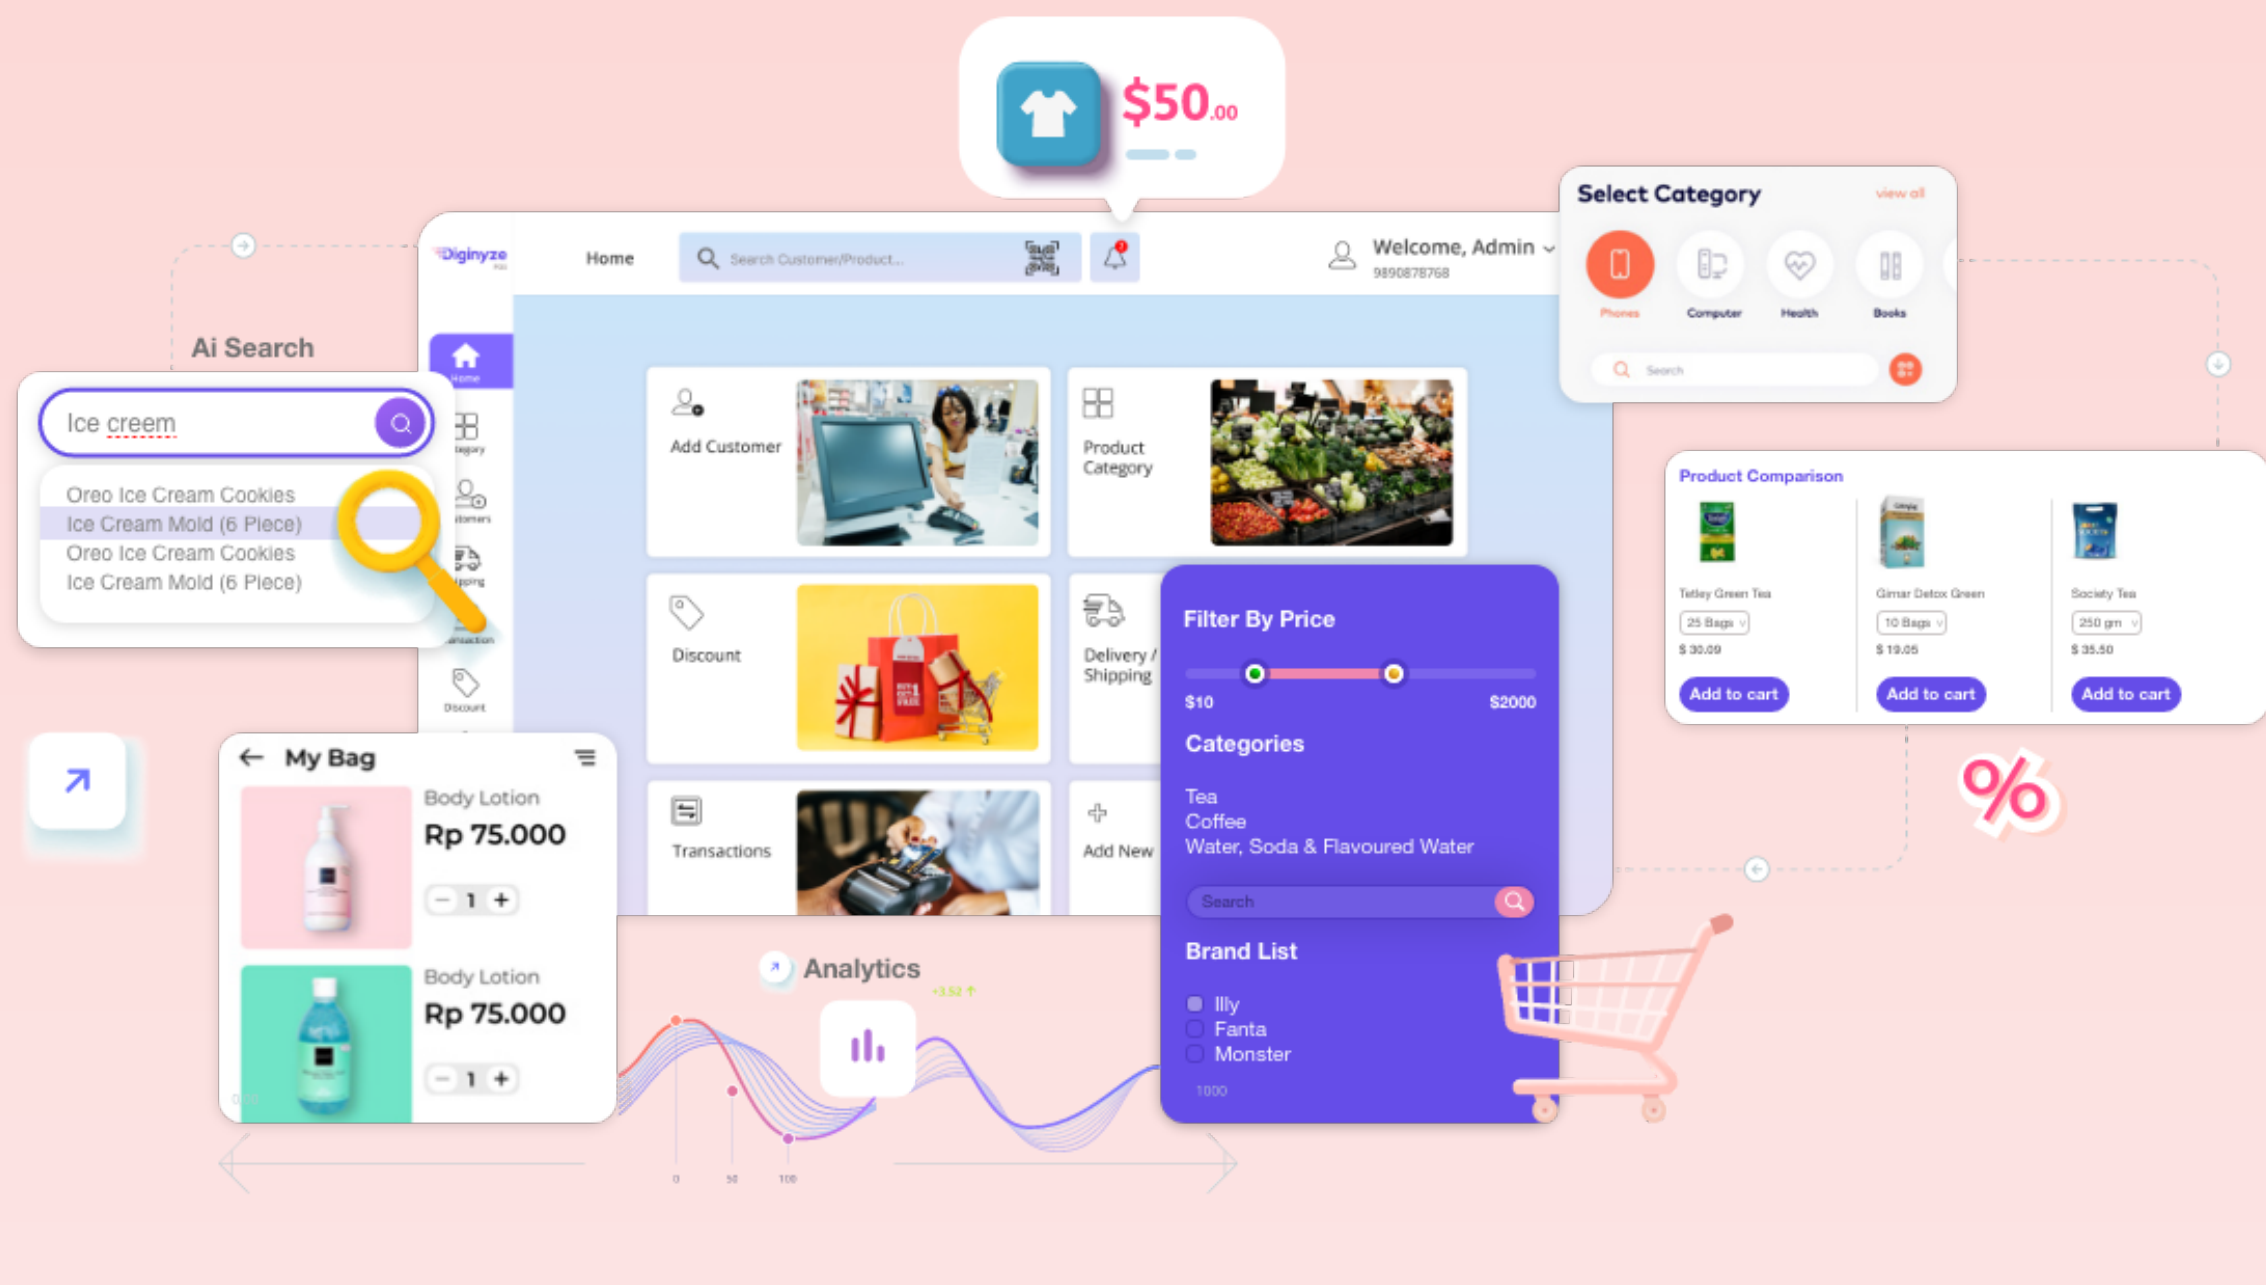 $50.00
Diginyze
Home
Search Customer/Product...
Welcome, Admin
9890878768
Select Category
view all
Phones
Computer
Health
Books
Search
Ai Search
Ice creem
Oreo Ice Cream Cookies
Ice Cream Mold (6 Piece)
Oreo Ice Cream Cookies
Ice Cream Mold (6 Piece)
Home
Discount
Add Customer
Product
Category
Discount
Delivery /
Shipping
Transactions
Add New
Product Comparison
Tetley Green Tea
25 Bags
$ 30.09
Add to cart
Girnar Detox Green
10 Bags
$ 19.05
Add to cart
Society Tea
250 gm
$ 35.50
Add to cart
Filter By Price
$10
$2000
Categories
Tea
Coffee
Water, Soda & Flavoured Water
Search
Brand List
Illy
Fanta
Monster
1000
My Bag
Body Lotion
Rp 75.000
1
Body Lotion
Rp 75.000
1
Analytics
+3.52
0
50
100
%